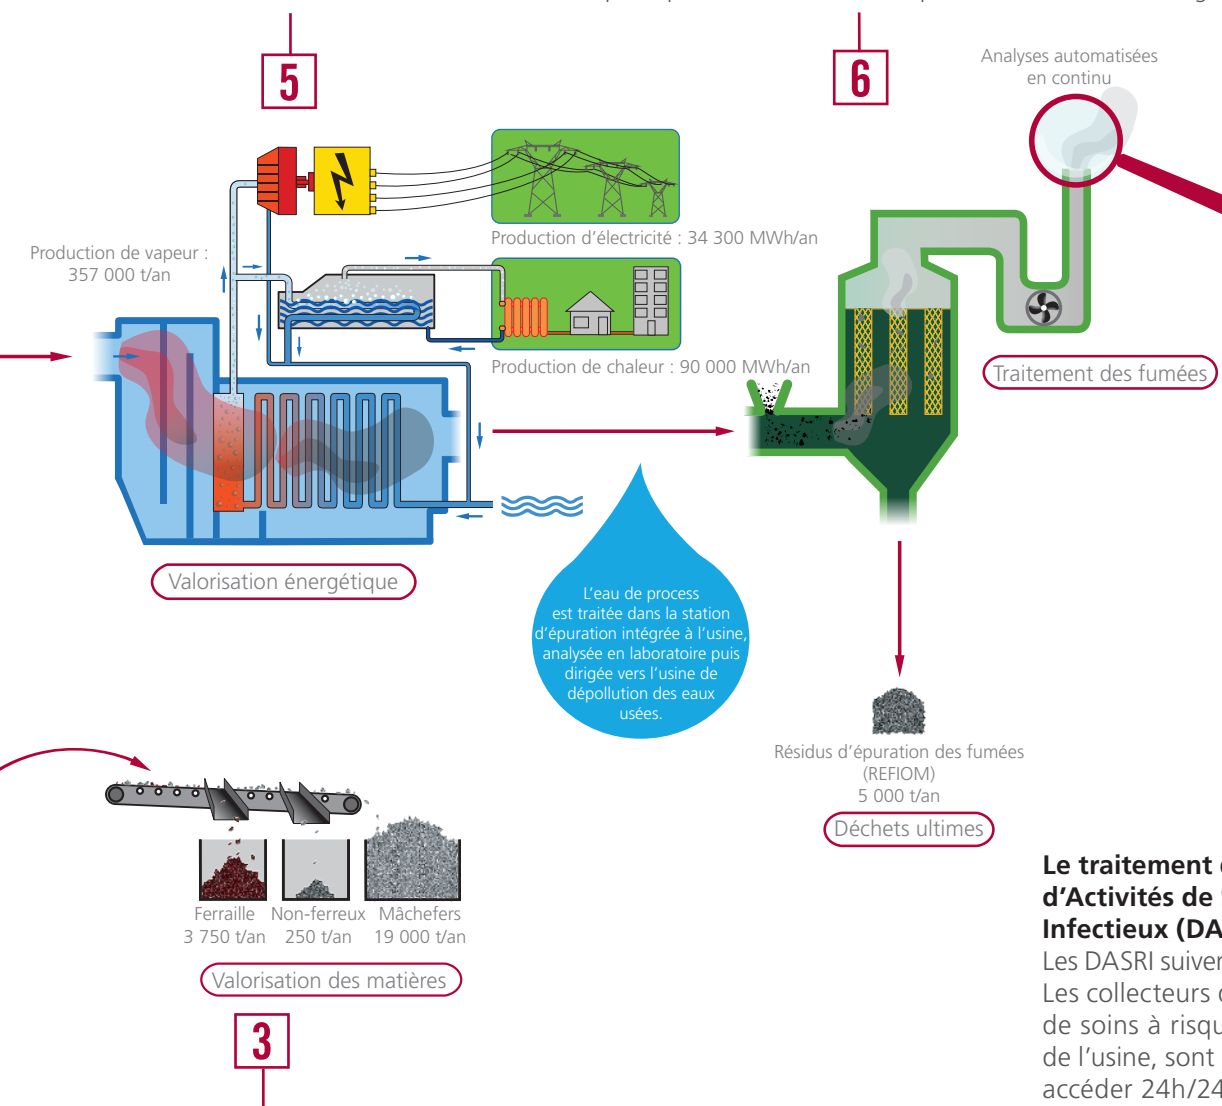 5
6
Analyses automatisées
en continu
Production de vapeur :
357 000 t/an
Production d’électricité : 34 300 MWh/an
Production de chaleur : 90 000 MWh/an
Traitement des fumées
Valorisation énergétique
L’eau de process
est traitée dans la station
d’épuration intégrée à l’usine,
analysée en laboratoire puis
dirigée vers l’usine de
dépollution des eaux
usées.
Résidus d’épuration des fumées
(REFIOM)
5 000 t/an
Déchets ultimes
Ferraille
3 750 t/an
Non-ferreux
250 t/an
Mâchefers
19 000 t/an
Valorisation des matières
3
Le traitement
d’Activités de
Infectieux (DA
Les DASRI suiver
Les collecteurs
de soins à risqu
de l’usine, sont
accéder 24h/24